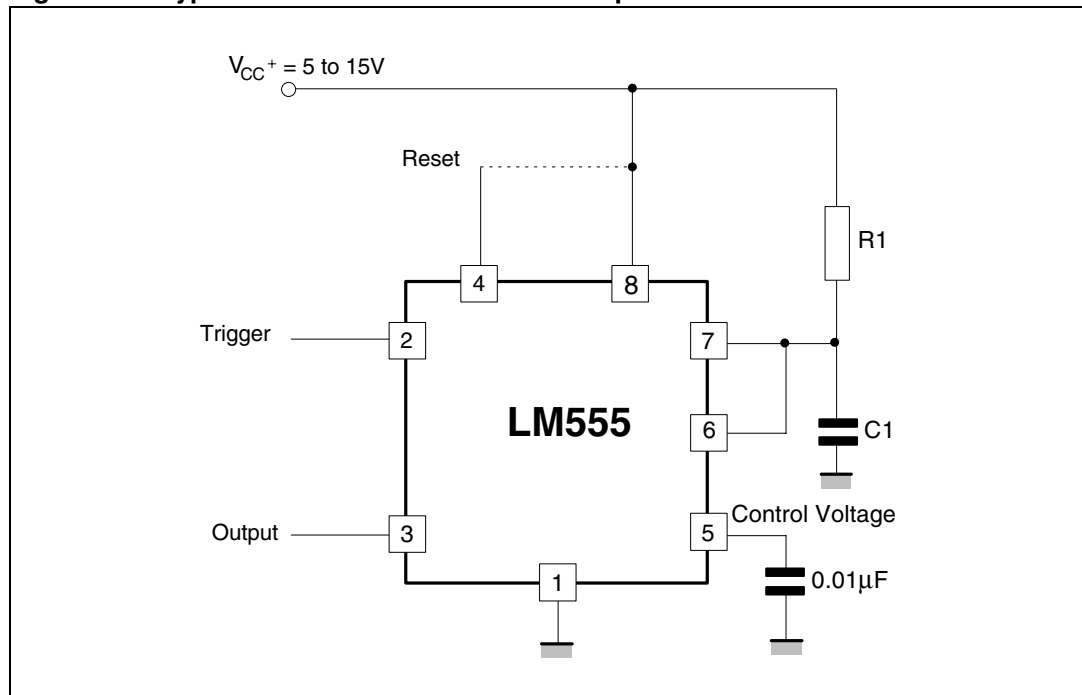 V_CC⁺ = 5 to 15V
Reset
R1
4
8
Trigger
2
7
LM555
6
C1
Control Voltage
Output
3
5
1
0.01μF